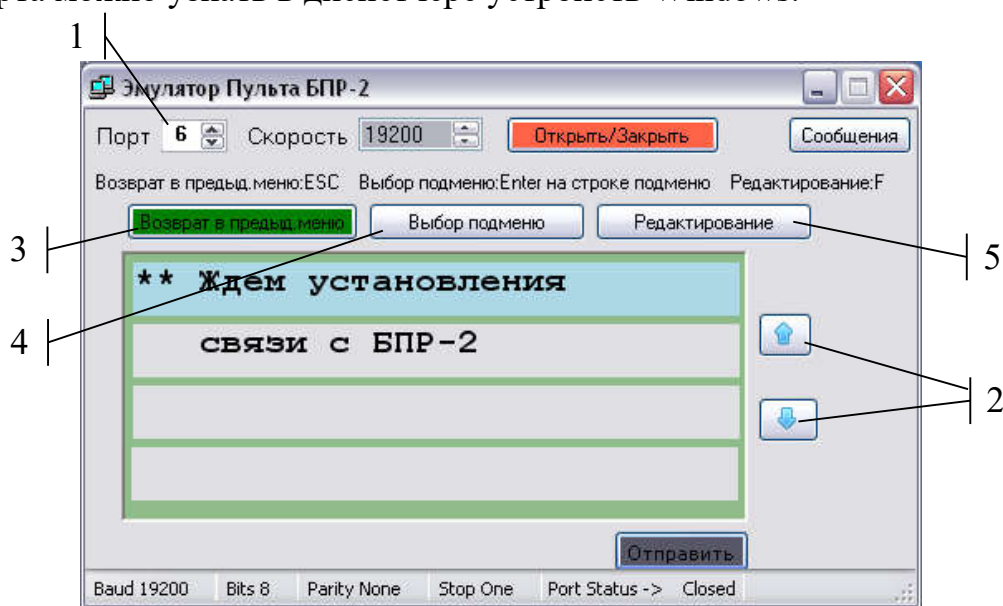 рта можно узнать в диспетчере устройств Windows.
1
Эмулятор Пульта БПР-2
Порт 6 Скорость 19200 Открыть/Закрыть Сообщения
Возврат в предыд.меню:ESC Выбор подменю:Enter на строке подменю Редактирование:F
Возврат в предыд.меню Выбор подменю Редактирование
3
5
** Ждем установления
4
связи с БПР-2
2
Отправить
Baud 19200 Bits 8 Parity None Stop One Port Status -> Closed